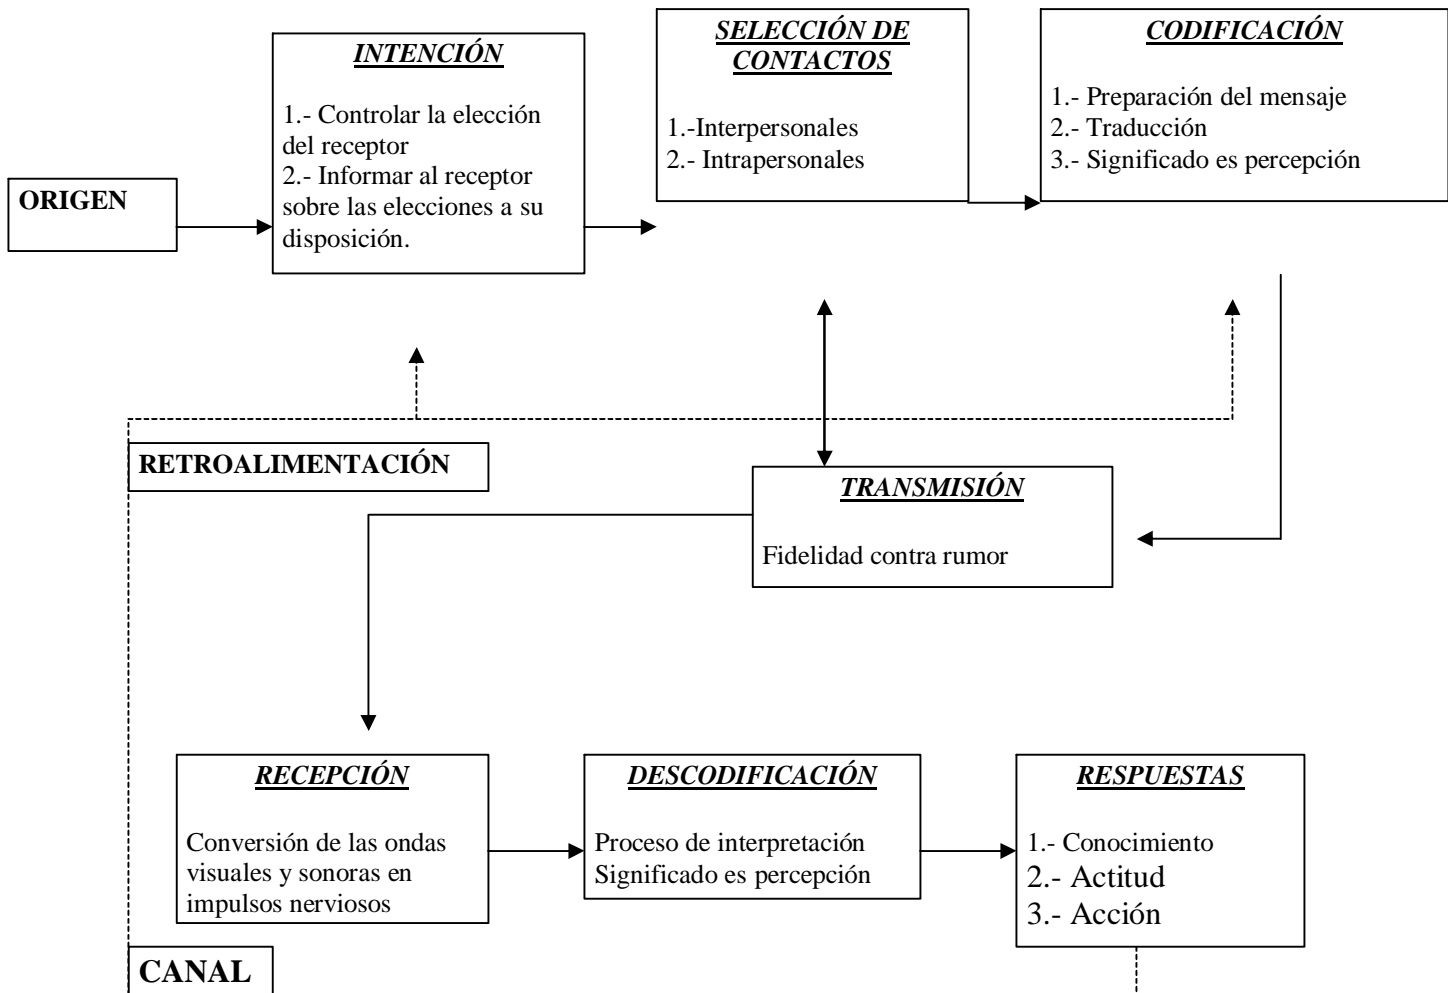 ORIGEN
INTENCIÓN
1.- Controlar la elección
del receptor
2.- Informar al receptor
sobre las elecciones a su
disposición.
SELECCIÓN DE
CONTACTOS
1.-Interpersonales
2.- Intrapersonales
CODIFICACIÓN
1.- Preparación del mensaje
2.- Traducción
3.- Significado es percepción
RETROALIMENTACIÓN
TRANSMISIÓN
Fidelidad contra rumor
RECEPCIÓN
Conversión de las ondas
visuales y sonoras en
impulsos nerviosos
DESCODIFICACIÓN
Proceso de interpretación
Significado es percepción
RESPUESTAS
1.- Conocimiento
2.- Actitud
3.- Acción
CANAL